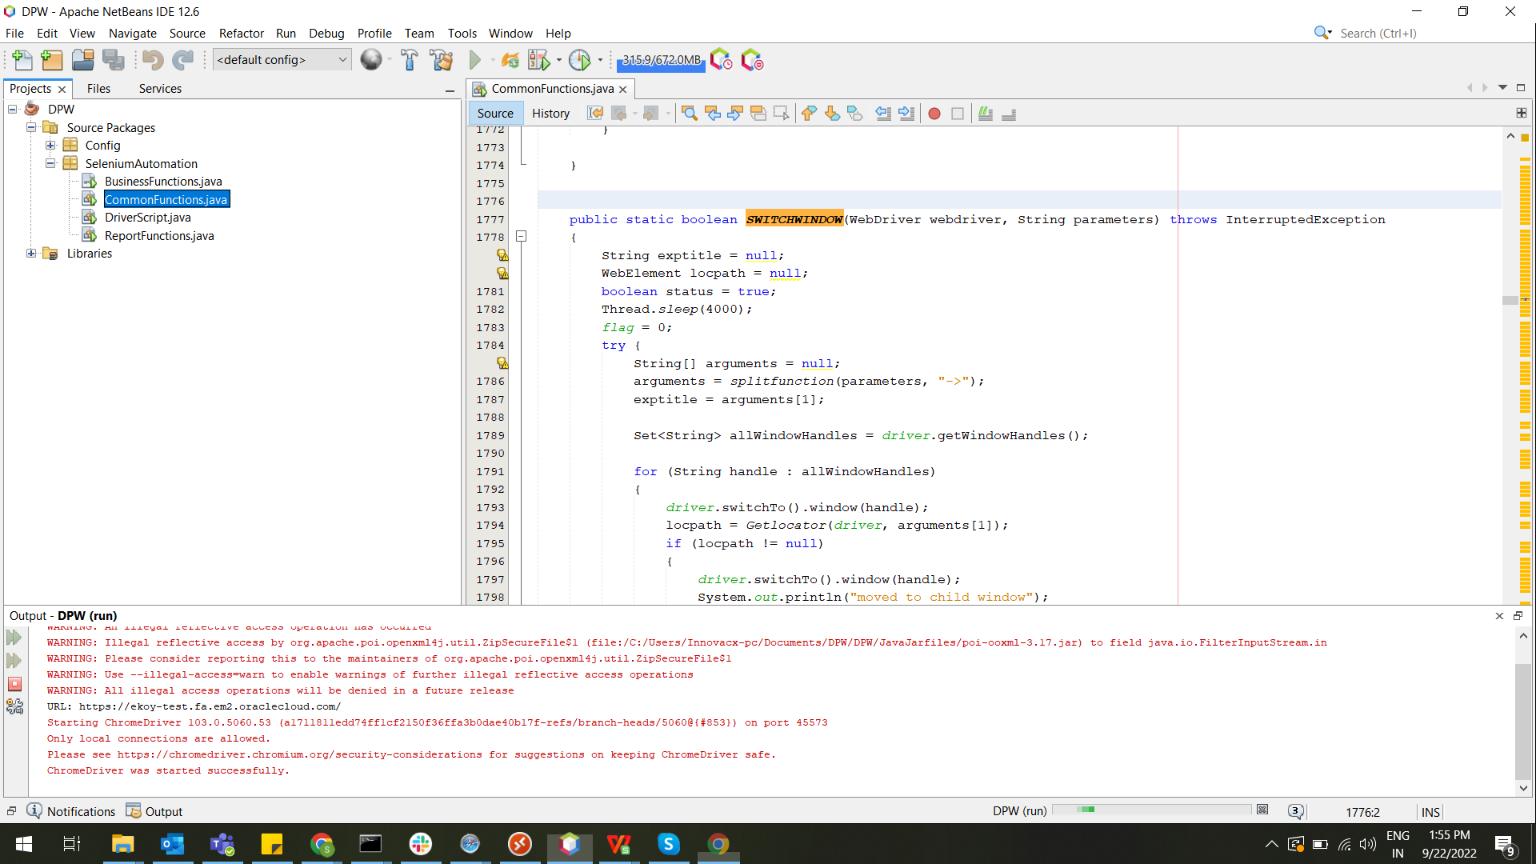 DPW - Apache NetBeans IDE 12.6
File Edit View Navigate Source Refactor Run Debug Profile Team Tools Window Help
Search (Ctrl+I)
<default config>
315.9/672.0MB
Projects Files Services
CommonFunctions.java
DPW
Source Packages
Config
SeleniumAutomation
BusinessFunctions.java
CommonFunctions.java
DriverScript.java
ReportFunctions.java
Libraries
Source History
1772 }
1773
1774 }
1775
1776
1777 public static boolean SWITCHWINDOW(WebDriver webdriver, String parameters) throws InterruptedException
1778 {
String exptitle = null;
WebElement locpath = null;
1781 boolean status = true;
1782 Thread.sleep(4000);
1783 flag = 0;
1784 try {
String[] arguments = null;
1786 arguments = splitfunction(parameters, "->");
1787 exptitle = arguments[1];
1788
1789 Set<String> allWindowHandles = driver.getWindowHandles();
1790
1791 for (String handle : allWindowHandles)
1792 {
1793 driver.switchTo().window(handle);
1794 locpath = Getlocator(driver, arguments[1]);
1795 if (locpath != null)
1796 {
1797 driver.switchTo().window(handle);
1798 System.out.println("moved to child window");
Output - DPW (run)
WARNING: An illegal reflective access operation has occurred
WARNING: Illegal reflective access by org.apache.poi.openxml4j.util.ZipSecureFile$1 (file:/C:/Users/Innovacx-pc/Documents/DPW/DPW/JavaJarfiles/poi-ooxml-3.17.jar) to field java.io.FilterInputStream.in
WARNING: Please consider reporting this to the maintainers of org.apache.poi.openxml4j.util.ZipSecureFile$1
WARNING: Use --illegal-access=warn to enable warnings of further illegal reflective access operations
WARNING: All illegal access operations will be denied in a future release
URL: https://ekoy-test.fa.em2.oraclecloud.com/
Starting ChromeDriver 103.0.5060.53 (a1711811edd74ff1cf2150f36ffa3b0dae40b17f-refs/branch-heads/5060@{#853}) on port 45573
Only local connections are allowed.
Please see https://chromedriver.chromium.org/security-considerations for suggestions on keeping ChromeDriver safe.
ChromeDriver was started successfully.
Notifications Output
DPW (run)
3
1776:2
INS
ENG
IN
1:55 PM
9/22/2022
9